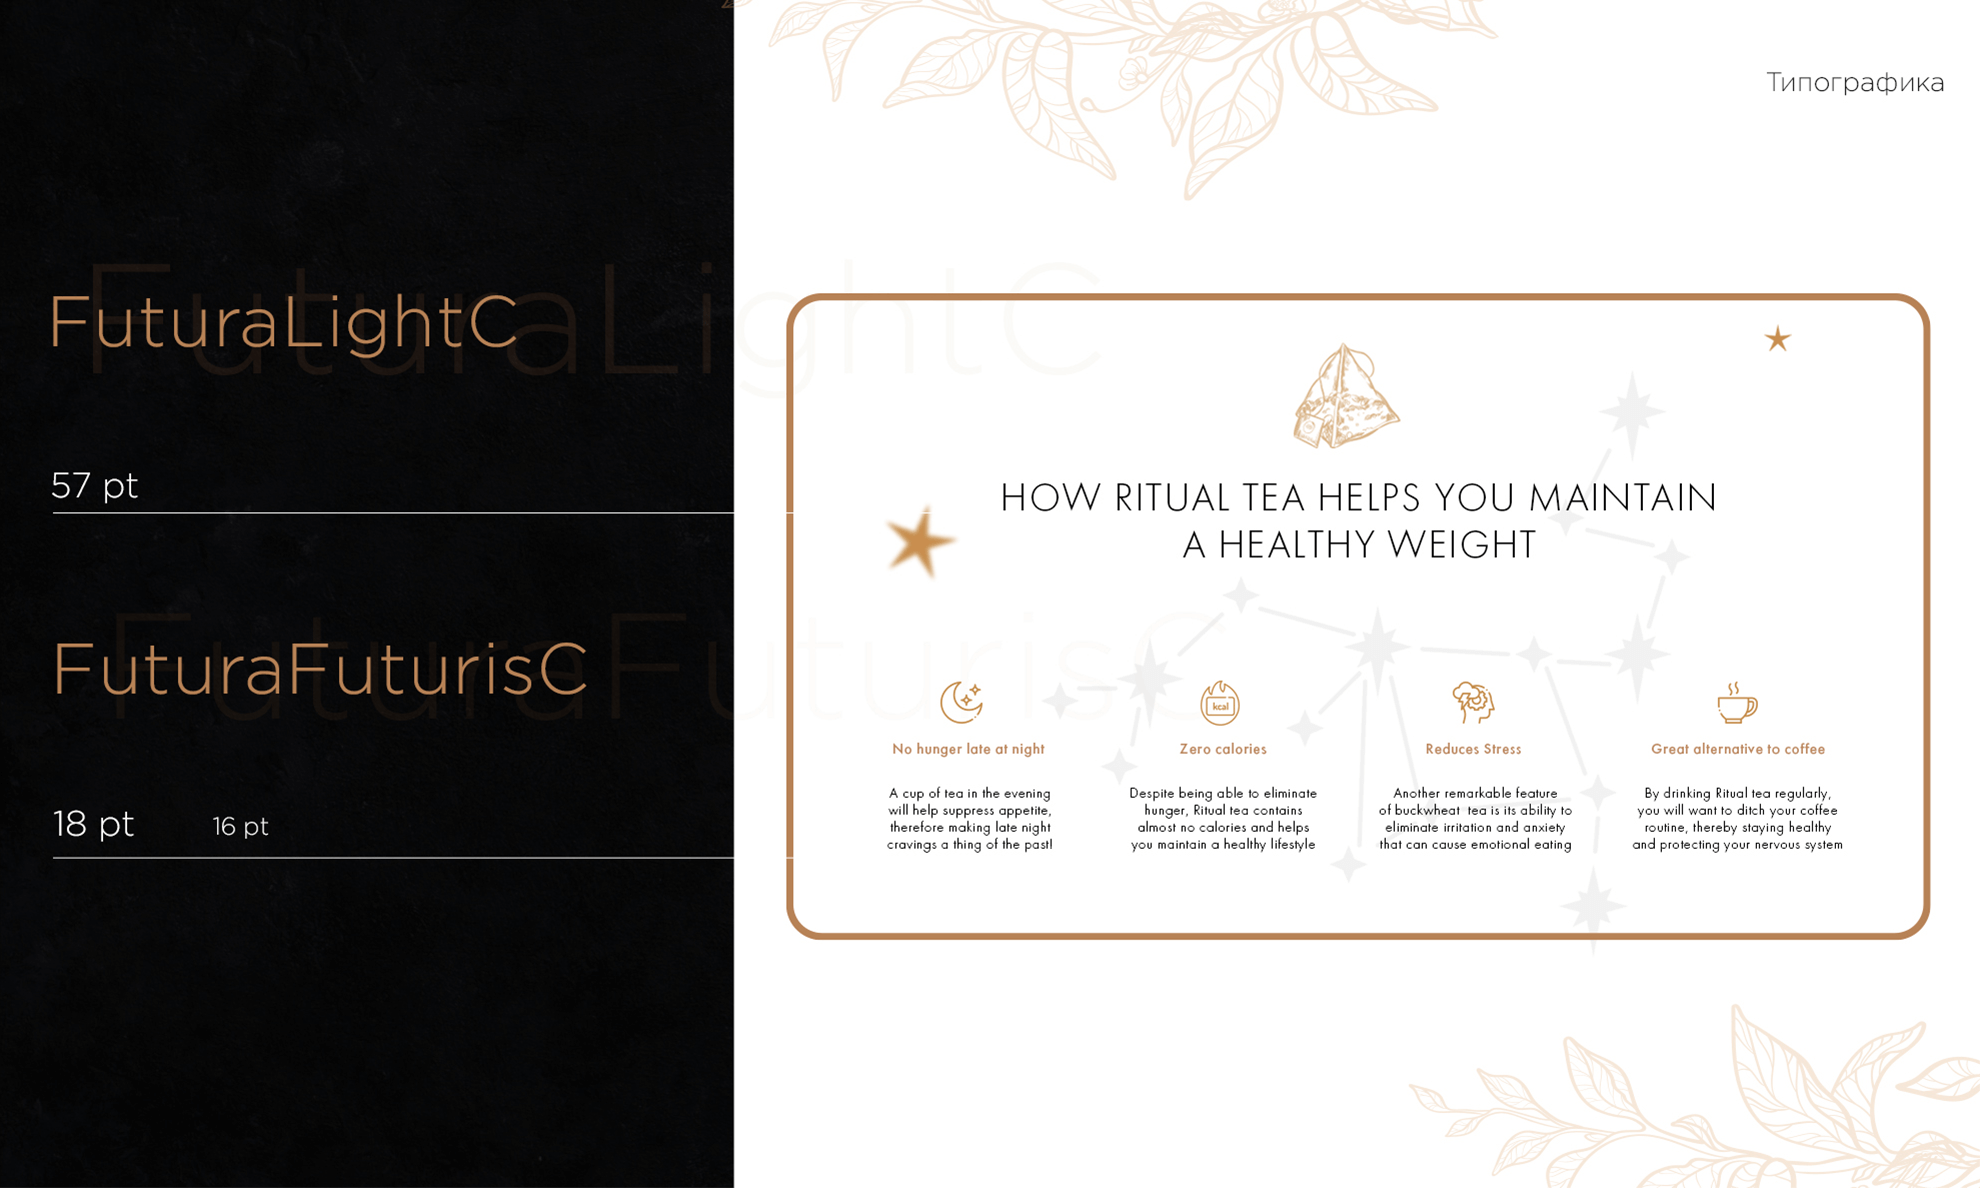 Типографика
FuturaLightC
FuturaLightC
57 pt
FuturaFuturisC
FuturaFuturisC
18 pt
16 pt
HOW RITUAL TEA HELPS YOU MAINTAIN
A HEALTHY WEIGHT
No hunger late at night
A cup of tea in the evening
will help suppress appetite,
therefore making late night
cravings a thing of the past!
kcal
Zero calories
Despite being able to eliminate
hunger, Ritual tea contains
almost no calories and helps
you maintain a healthy lifestyle
Reduces Stress
Another remarkable feature
of buckwheat tea is its ability to
eliminate irritation and anxiety
that can cause emotional eating
Great alternative to coffee
By drinking Ritual tea regularly,
you will want to ditch your coffee
routine, thereby staying healthy
and protecting your nervous system